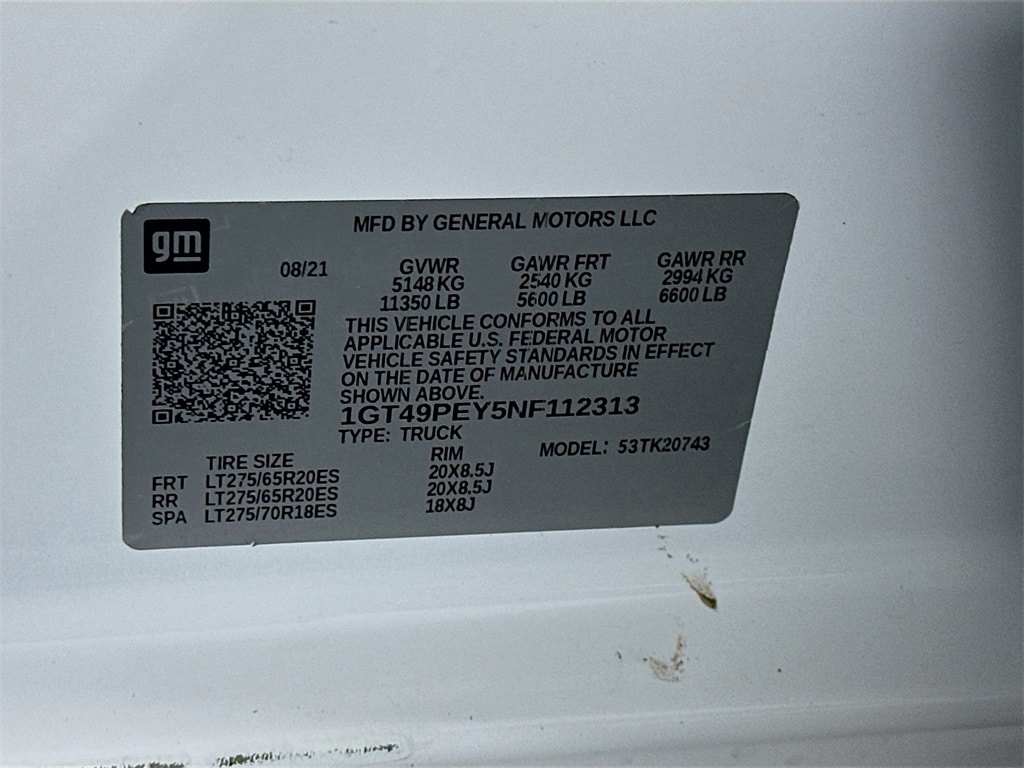 gm
MFD BY GENERAL MOTORS LLC
08/21 GVWR GAWR FRT GAWR RR
5148 KG 2540 KG 2994 KG
11350 LB 5600 LB 6600 LB
THIS VEHICLE CONFORMS TO ALL
APPLICABLE U.S. FEDERAL MOTOR
VEHICLE SAFETY STANDARDS IN EFFECT
ON THE DATE OF MANUFACTURE
SHOWN ABOVE.
1GT49PEY5NF112313
TYPE: TRUCK MODEL: 53TK20743
TIRE SIZE RIM
FRT LT275/65R20ES 20X8.5J
RR LT275/65R20ES 20X8.5J
SPA LT275/70R18ES 18X8J